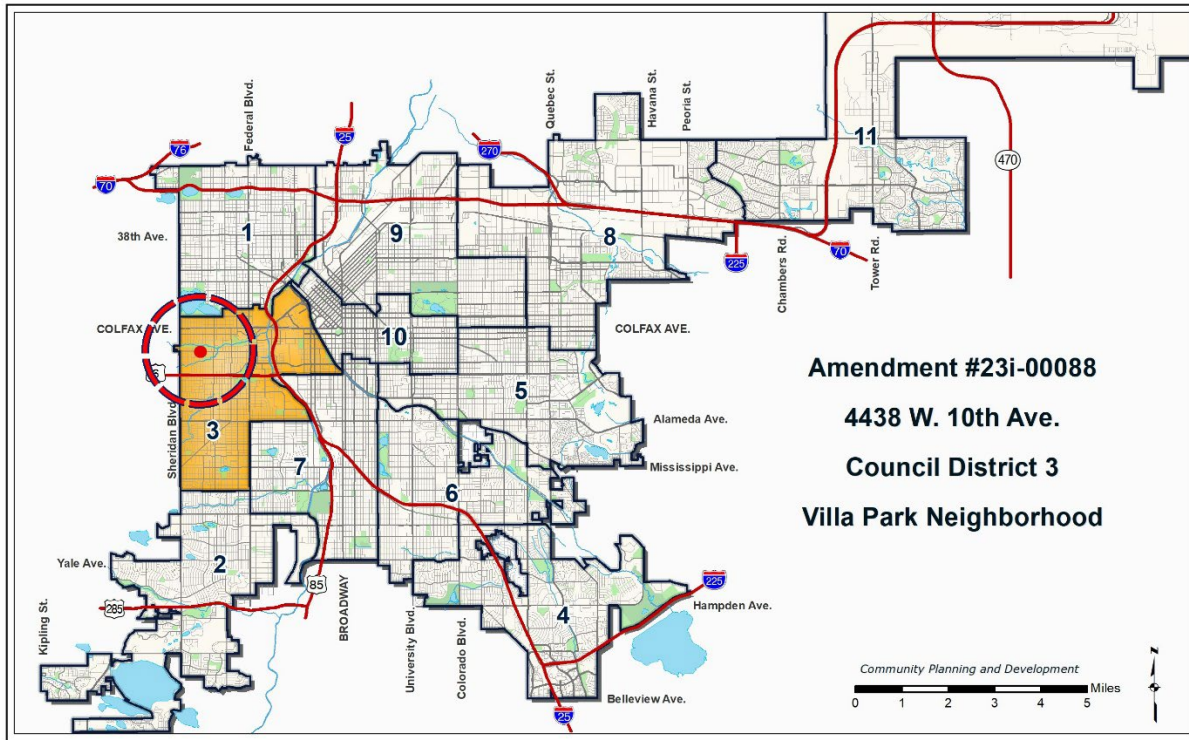 Federal Blvd.
25
76
70
270
Quebec St.
Havana St.
Peoria St.
11
470
38th Ave.
1
9
8
225
Chambers Rd.
70
Tower Rd.
COLFAX AVE.
10
COLFAX AVE.
Amendment #23i-00088
4438 W. 10th Ave.
Council District 3
Villa Park Neighborhood
6
Sheridan Blvd
3
5
Alameda Ave.
7
Mississippi Ave.
6
Yale Ave.
2
85
BROADWAY
285
Kipling St.
University Blvd.
Colorado Blvd.
4
225
Hampden Ave.
25
Belleview Ave.
Community Planning and Development
N
0 1 2 3 4 5 Miles